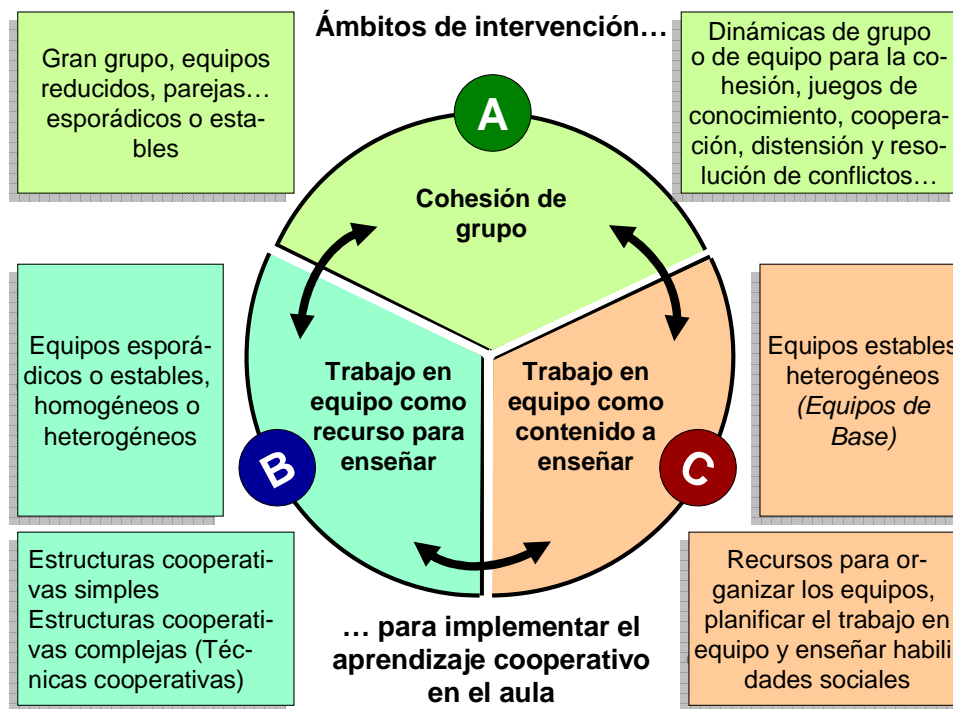 Ámbitos de intervención…
Gran grupo, equipos
reducidos, parejas…
esporádicos o esta-
bles
Dinámicas de grupo
o de equipo para la co-
hesión, juegos de
conocimiento, coopera-
ción, distensión y reso-
lución de conflictos…
A
Cohesión de
grupo
Equipos esporá-
dicos o estables,
homogéneos o
heterogéneos
Trabajo en
equipo como
recurso para
enseñar
B
Trabajo en
equipo como
contenido a
enseñar
C
Equipos estables
heterogéneos
(Equipos de
Base)
Estructuras cooperati-
vas simples
Estructuras cooperati-
vas complejas (Téc-
nicas cooperativas)
… para implementar el
aprendizaje cooperativo
en el aula
Recursos para or-
ganizar los equipos,
planificar el trabajo en
equipo y enseñar habili-
dades sociales